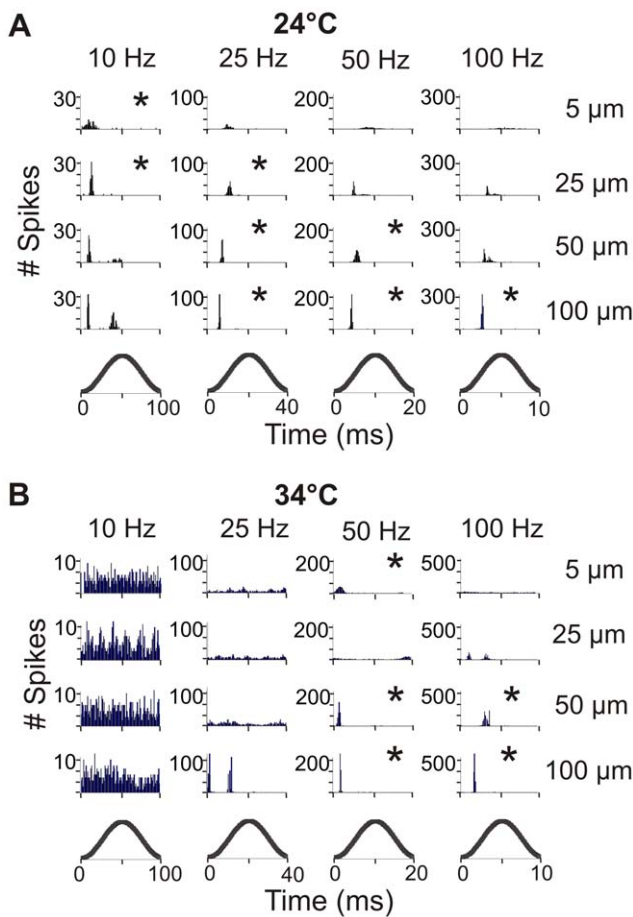 A
24°C
10 Hz 25 Hz 50 Hz 100 Hz
30 * 100 200 300 5 µm
30 * 100 * 200 300 25 µm
30 100 * 200 * 300 50 µm
30 100 * 200 * 300 * 100 µm
# Spikes
0 100 0 40 0 20 0 10
Time (ms)
B
34°C
10 Hz 25 Hz 50 Hz 100 Hz
10 100 200 * 500 5 µm
10 100 200 500 25 µm
10 100 200 * 500 * 50 µm
10 100 200 * 500 * 100 µm
# Spikes
0 100 0 40 0 20 0 10
Time (ms)